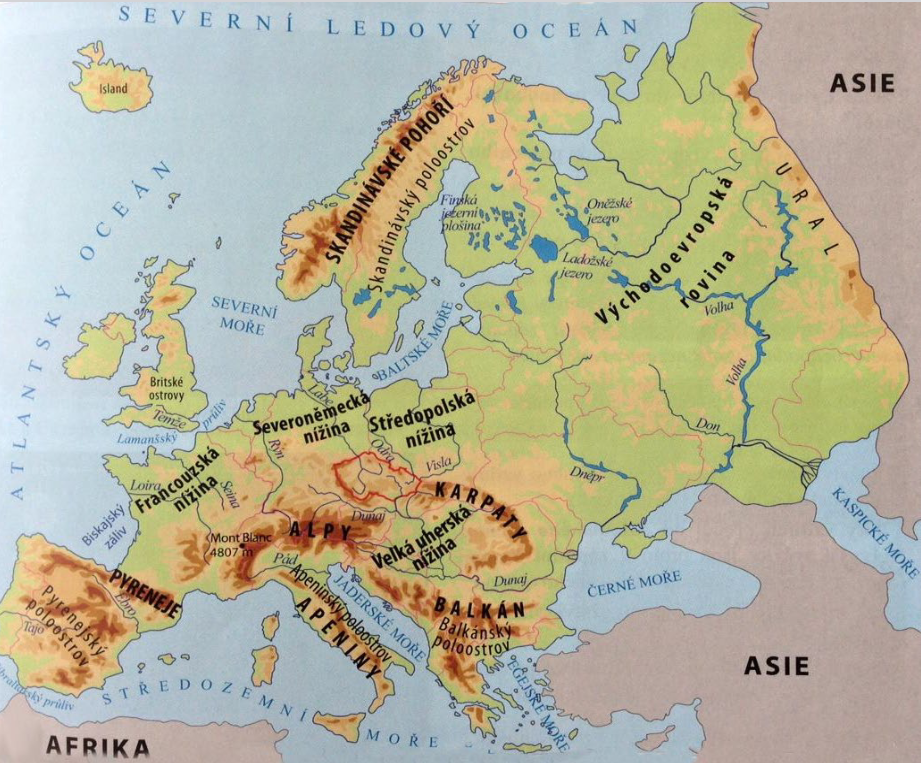 SEVERNÍ LEDOVÝ OCEÁN
ASIE
Island
ATLANTSKÝ OCEÁN
SKANDINÁVSKÉ POHOŘÍ
Skandinávský poloostrov
Finská
jezerní
plošina
Oněžské
jezero
Ladožské
jezero
Východoevropská
rovina
URAL
Volha
Volha
SEVERNÍ
MOŘE
BALTSKÉ MOŘE
Britské
ostrovy
Temže
Lamanšský průliv
Severoněmecká
nížina
Labe
Středopolská
nížina
Odra
Visla
Rýn
Don
Dněpr
Loira
Francouzská
nížina
Seina
Biskajský
záliv
KARPATY
ALPY
Dunaj
Velká uherská
nížina
Mont Blanc
4807 m
Pád
Dunaj
KASPICKÉ MOŘE
ČERNÉ MOŘE
PYRENEJE
Ebro
Pyrenejský
poloostrov
Tajo
Apeninský poloostrov
APENINY
JADERSKÉ MOŘE
BALKÁN
Balkánský
poloostrov
EGEJSKÉ MOŘE
ASIE
průliv
STŘEDOZEMNÍ MOŘE
AFRIKA